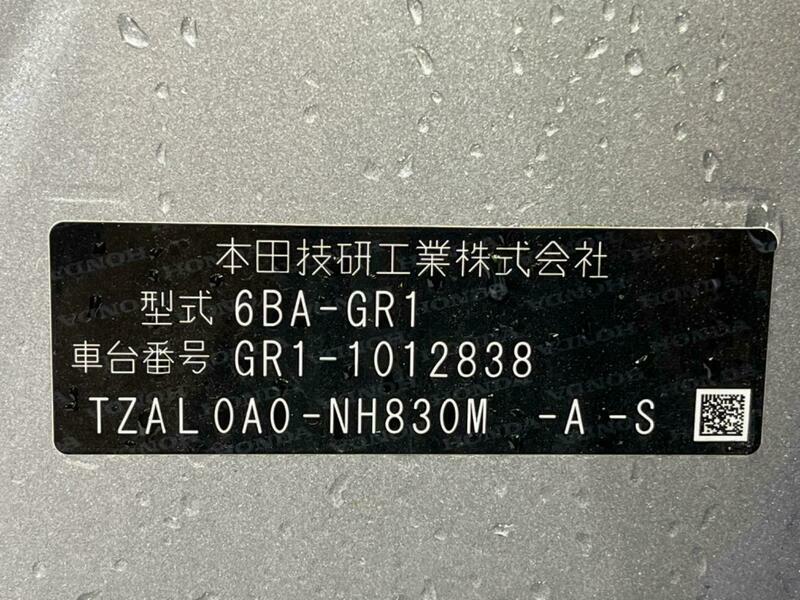 本田技研工業株式会社
型式 6BA-GR1
車台番号 GR1-1012838
TZAL0A0-NH830M -A-S